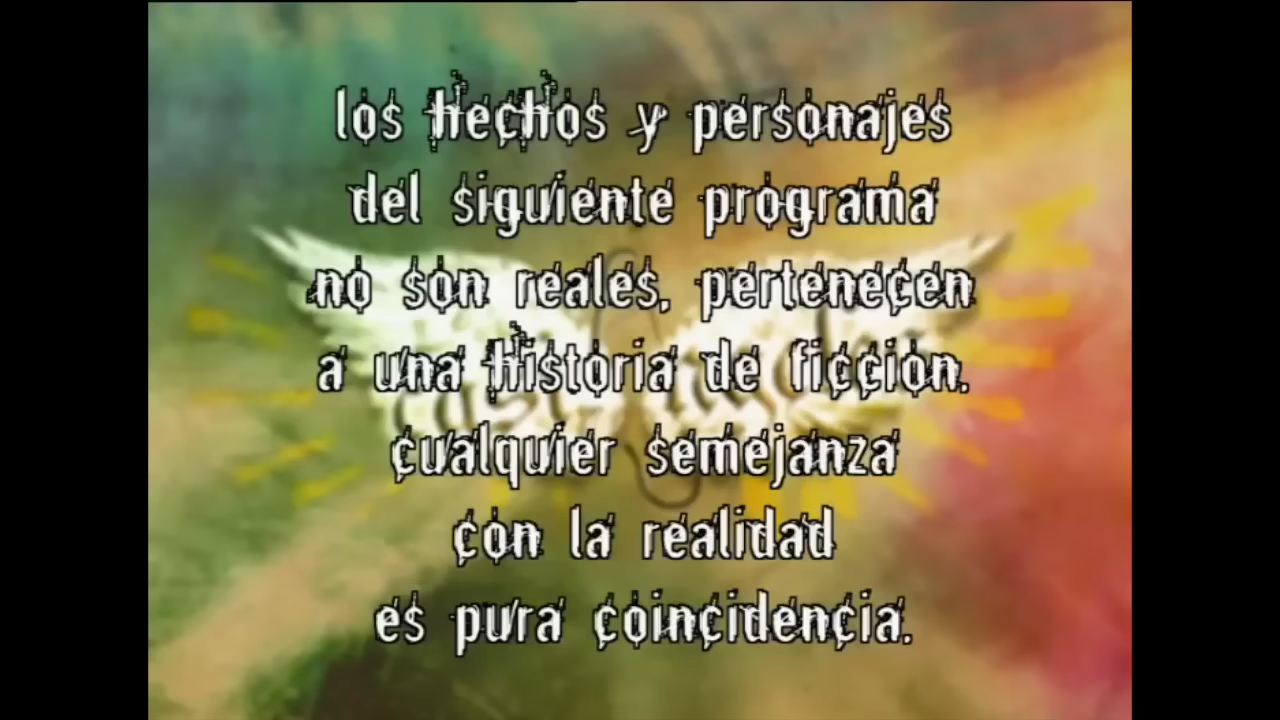 los hechos y personajes
del siguiente programa
no son reales, pertenecen
a una historia de ficcion.
cualquier semejanza
con la realidad
es pura coincidencia.